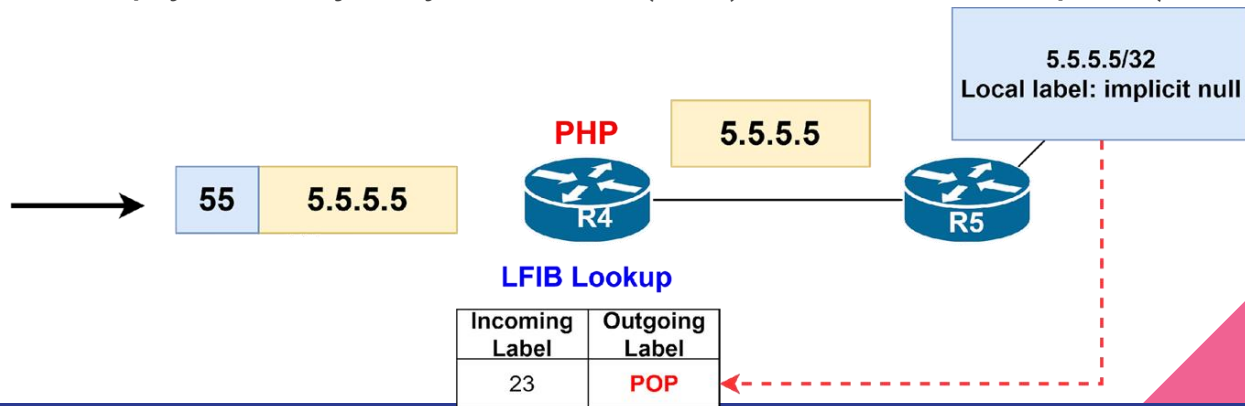 5.5.5.5/32
Local label: implicit null
PHP
5.5.5.5
55
5.5.5.5
R4
R5
LFIB Lookup
Incoming Label
Outgoing Label
23
POP